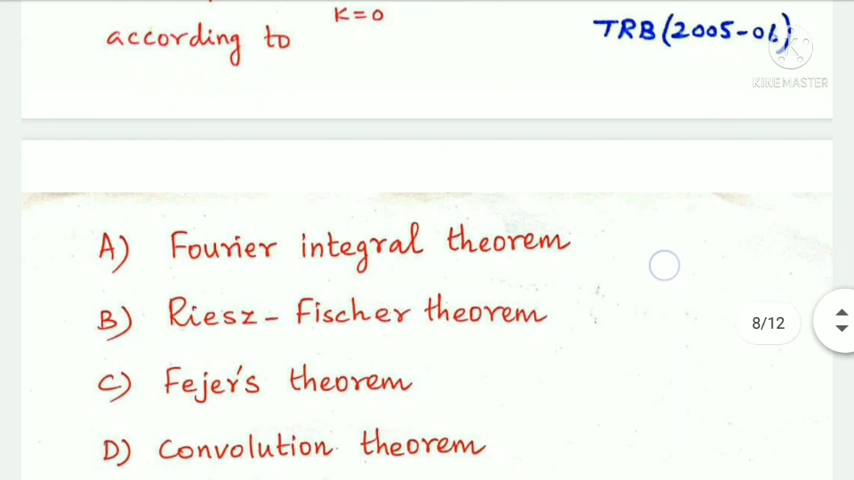 K=0
according to
TRB(2005-06)
KINEMASTER
A) Fourier integral theorem
B) Riesz-Fischer theorem
8/12
C) Fejer's theorem
D) Convolution theorem